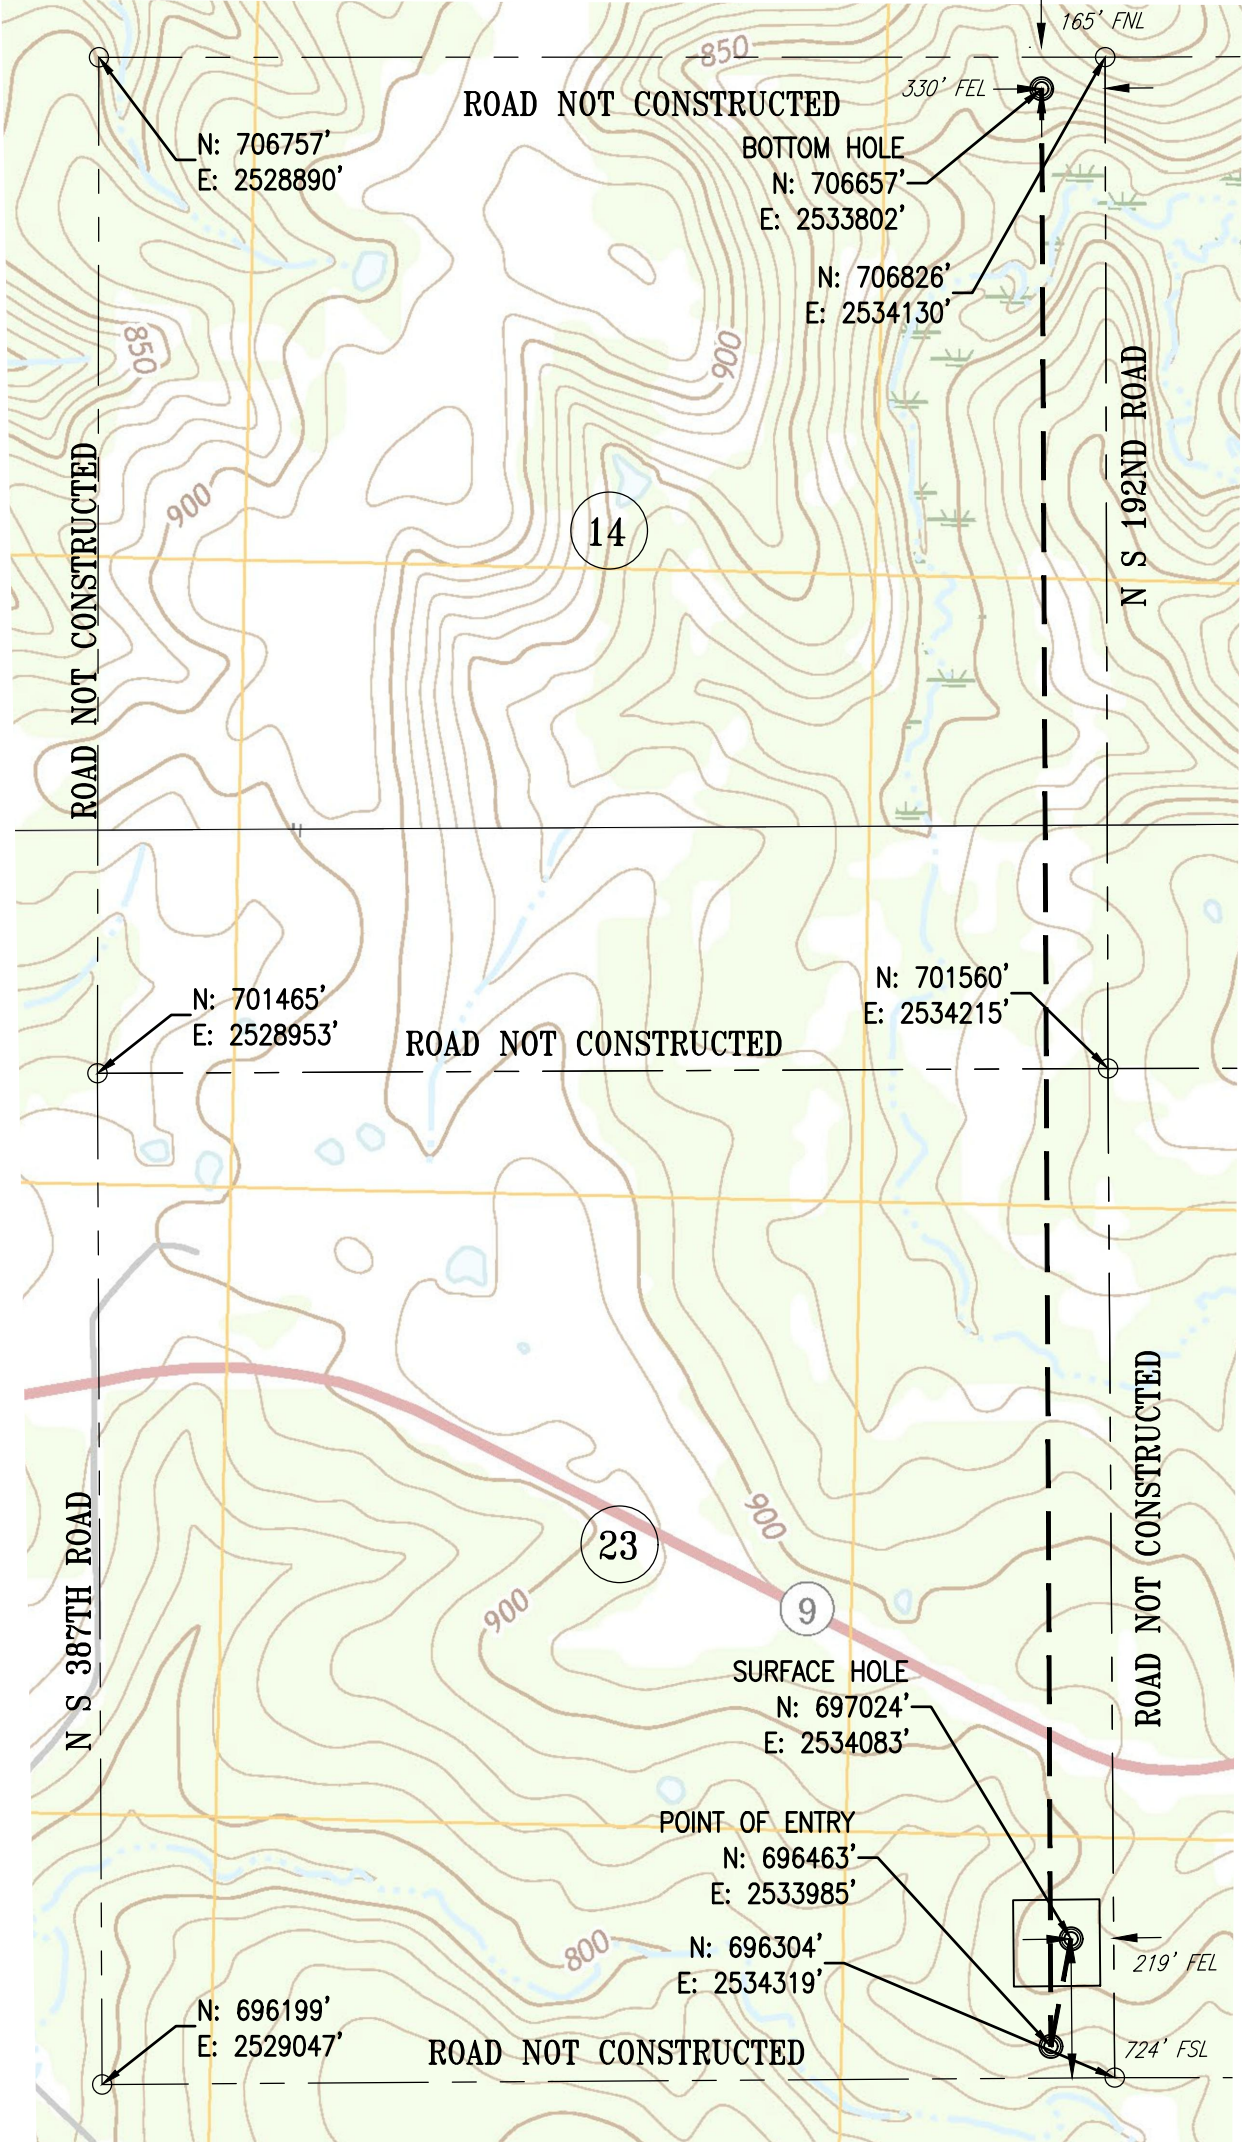 165' FNL
850
330' FEL
ROAD NOT CONSTRUCTED
N: 706757'
E: 2528890'
BOTTOM HOLE
N: 706657'
E: 2533802'
N: 706826'
E: 2534130'
850
900
N S 192ND ROAD
ROAD NOT CONSTRUCTED
900
14
N: 701465'
E: 2528953'
ROAD NOT CONSTRUCTED
N: 701560'
E: 2534215'
ROAD NOT CONSTRUCTED
N S 387TH ROAD
900
23
900
9
SURFACE HOLE
N: 697024'
E: 2534083'
POINT OF ENTRY
N: 696463'
E: 2533985'
800
N: 696304'
E: 2534319'
219' FEL
N: 696199'
E: 2529047'
ROAD NOT CONSTRUCTED
724' FSL